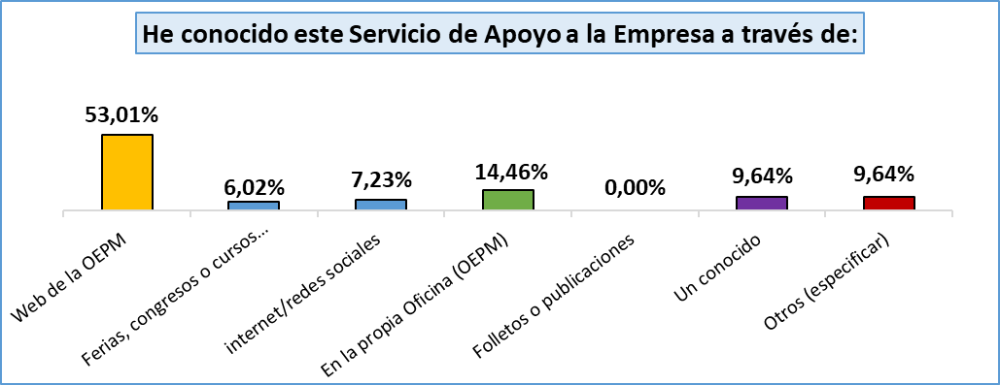 He conocido este Servicio de Apoyo a la Empresa a través de:
53,01%
6,02%
7,23%
14,46%
0,00%
9,64%
9,64%
Web de la OEPM
Ferias, congresos o cursos...
internet/redes sociales
En la propia Oficina (OEPM)
Folletos o publicaciones
Un conocido
Otros (especificar)